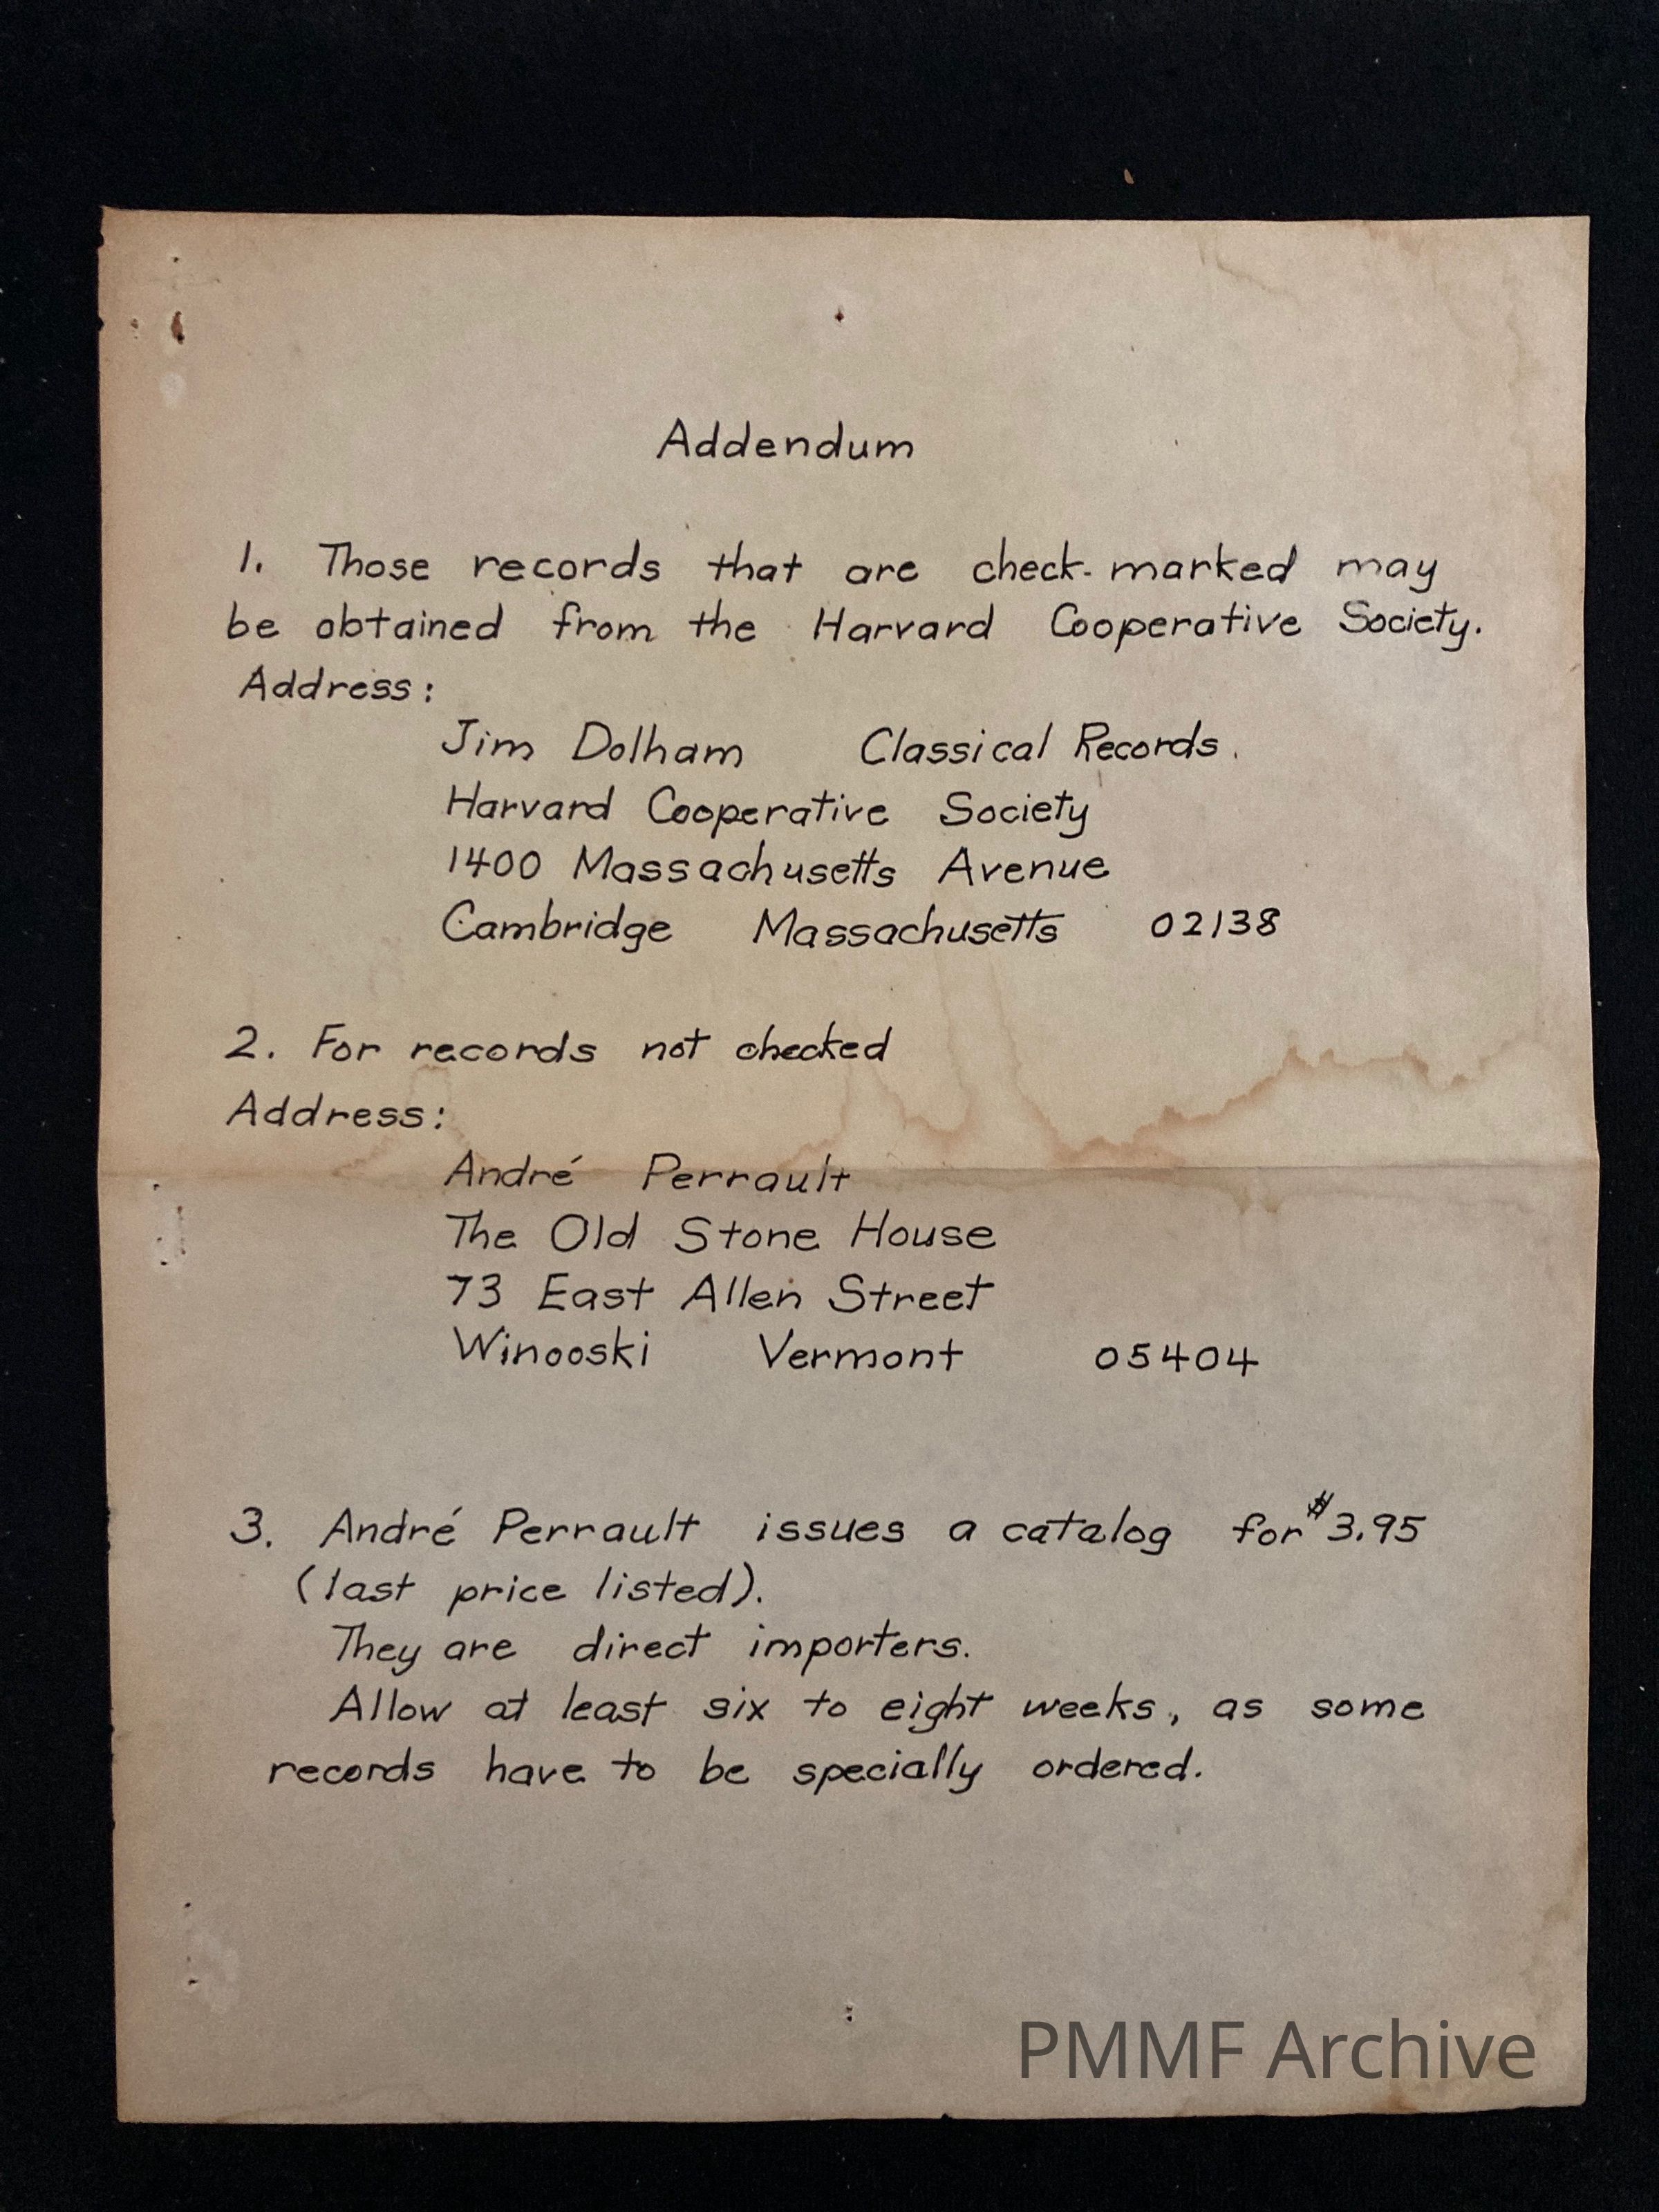 Addendum
1. Those records that are check-marked may
be obtained from the Harvard Cooperative Society.
Address:
Jim Dolham Classical Records.
Harvard Cooperative Society
1400 Massachusetts Avenue
Cambridge Massachusetts 02138
2. For records not checked
Address:
André Perrault
The Old Stone House
73 East Allen Street
Winooski Vermont 05404
3. André Perrault issues a catalog for $3.95
(last price listed).
They are direct importers.
Allow at least six to eight weeks, as some
records have to be specially ordered.
PMMF Archive